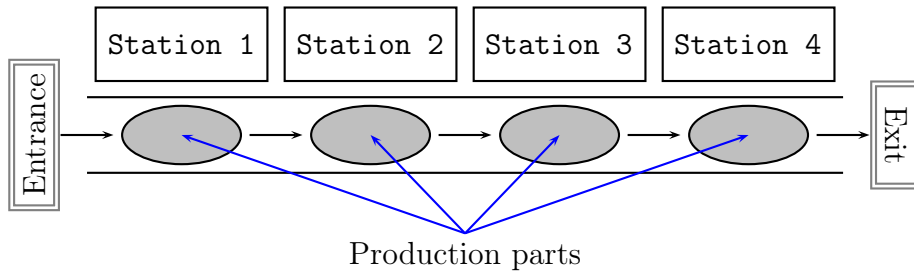 Station 1
Station 2
Station 3
Station 4
Entrance
Exit
Production parts